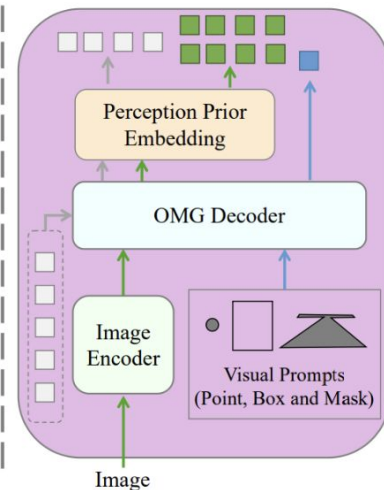 Perception Prior
Embedding
OMG Decoder
Image
Encoder
Visual Prompts
(Point, Box and Mask)
Image